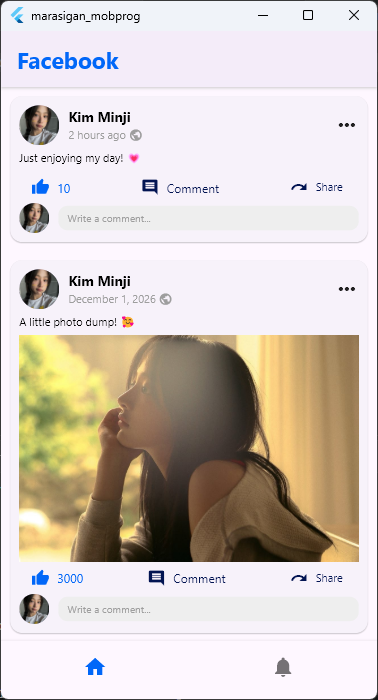 marasigan_mobprog
Facebook
Kim Minji
2 hours ago
Just enjoying my day! 💗
10 Comment Share
Write a comment...
Kim Minji
December 1, 2026
A little photo dump! 🥰
3000 Comment Share
Write a comment...